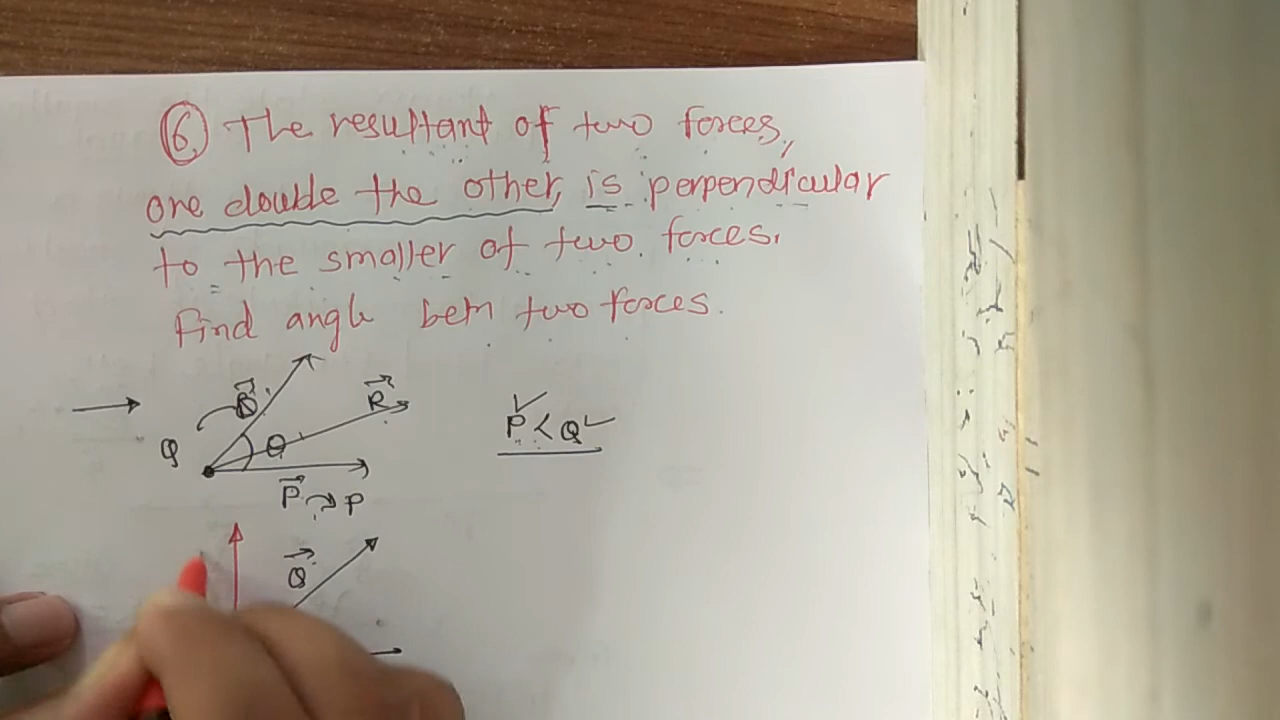 6. The resultant of two forces,
one double the other, is perpendicular
to the smaller of two forces.
Find angle betn two forces.
R
Q θ P < Q
P P
Q